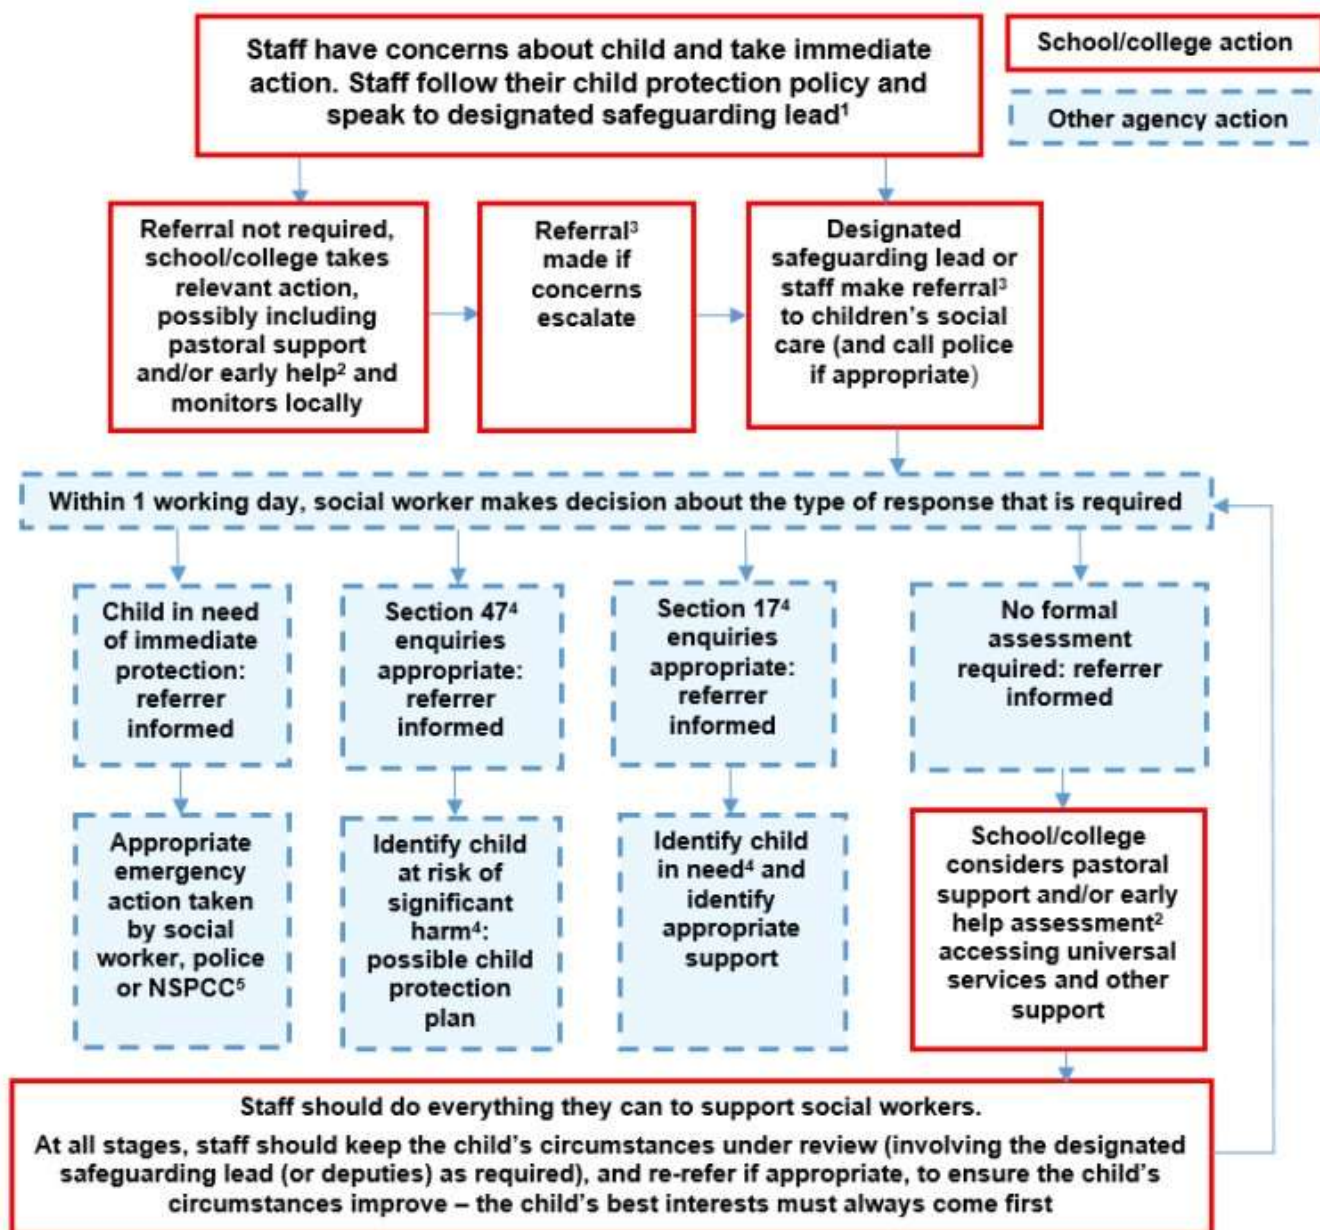 Staff have concerns about child and take immediate
action. Staff follow their child protection policy and
speak to designated safeguarding lead¹
School/college action
Other agency action
Referral not required,
school/college takes
relevant action,
possibly including
pastoral support
and/or early help² and
monitors locally
Referral³
made if
concerns
escalate
Designated
safeguarding lead or
staff make referral³
to children’s social
care (and call police
if appropriate)
Within 1 working day, social worker makes decision about the type of response that is required
Child in need
of immediate
protection:
referrer
informed
Section 47⁴
enquiries
appropriate:
referrer
informed
Section 17⁴
enquiries
appropriate:
referrer
informed
No formal
assessment
required: referrer
informed
Appropriate
emergency
action taken
by social
worker, police
or NSPCC⁵
Identify child
at risk of
significant
harm⁴:
possible child
protection
plan
Identify child
in need⁴ and
identify
appropriate
support
School/college
considers pastoral
support and/or early
help assessment²
accessing universal
services and other
support
Staff should do everything they can to support social workers.
At all stages, staff should keep the child’s circumstances under review (involving the designated
safeguarding lead (or deputies) as required), and re-refer if appropriate, to ensure the child’s
circumstances improve – the child’s best interests must always come first